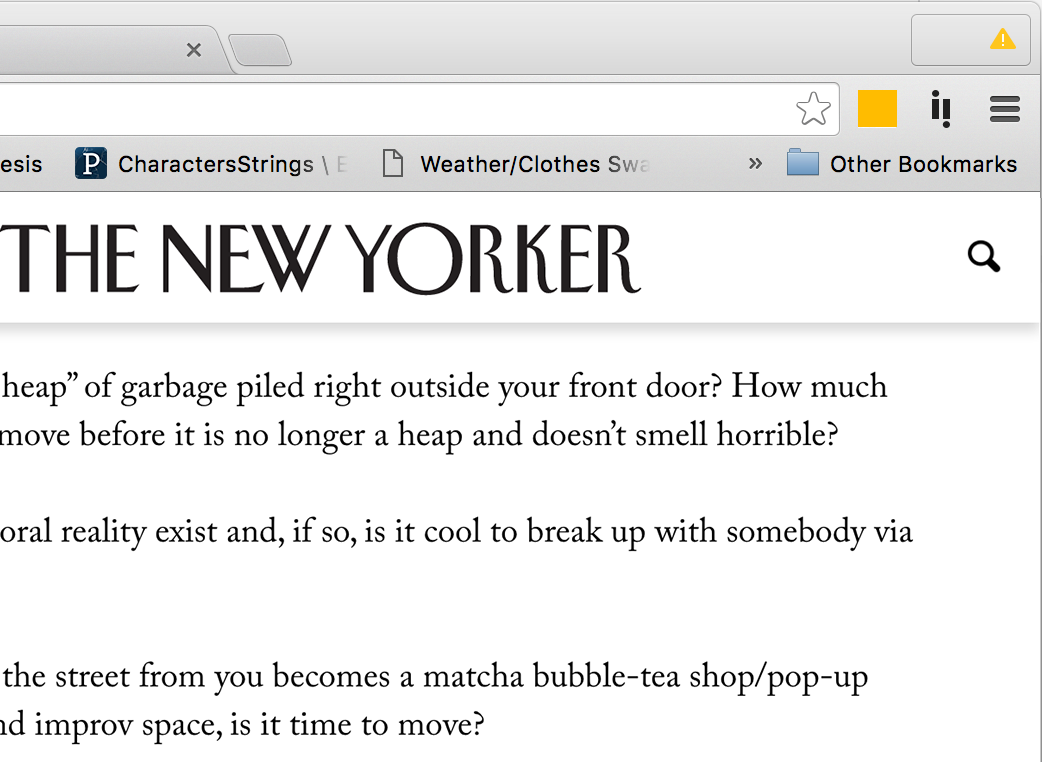 esis P CharactersStrings \ Weather/Clothes Swa » Other Bookmarks
THE NEW YORKER
heap” of garbage piled right outside your front door? How much
move before it is no longer a heap and doesn’t smell horrible?
oral reality exist and, if so, is it cool to break up with somebody via
the street from you becomes a matcha bubble-tea shop/pop-up
nd improv space, is it time to move?